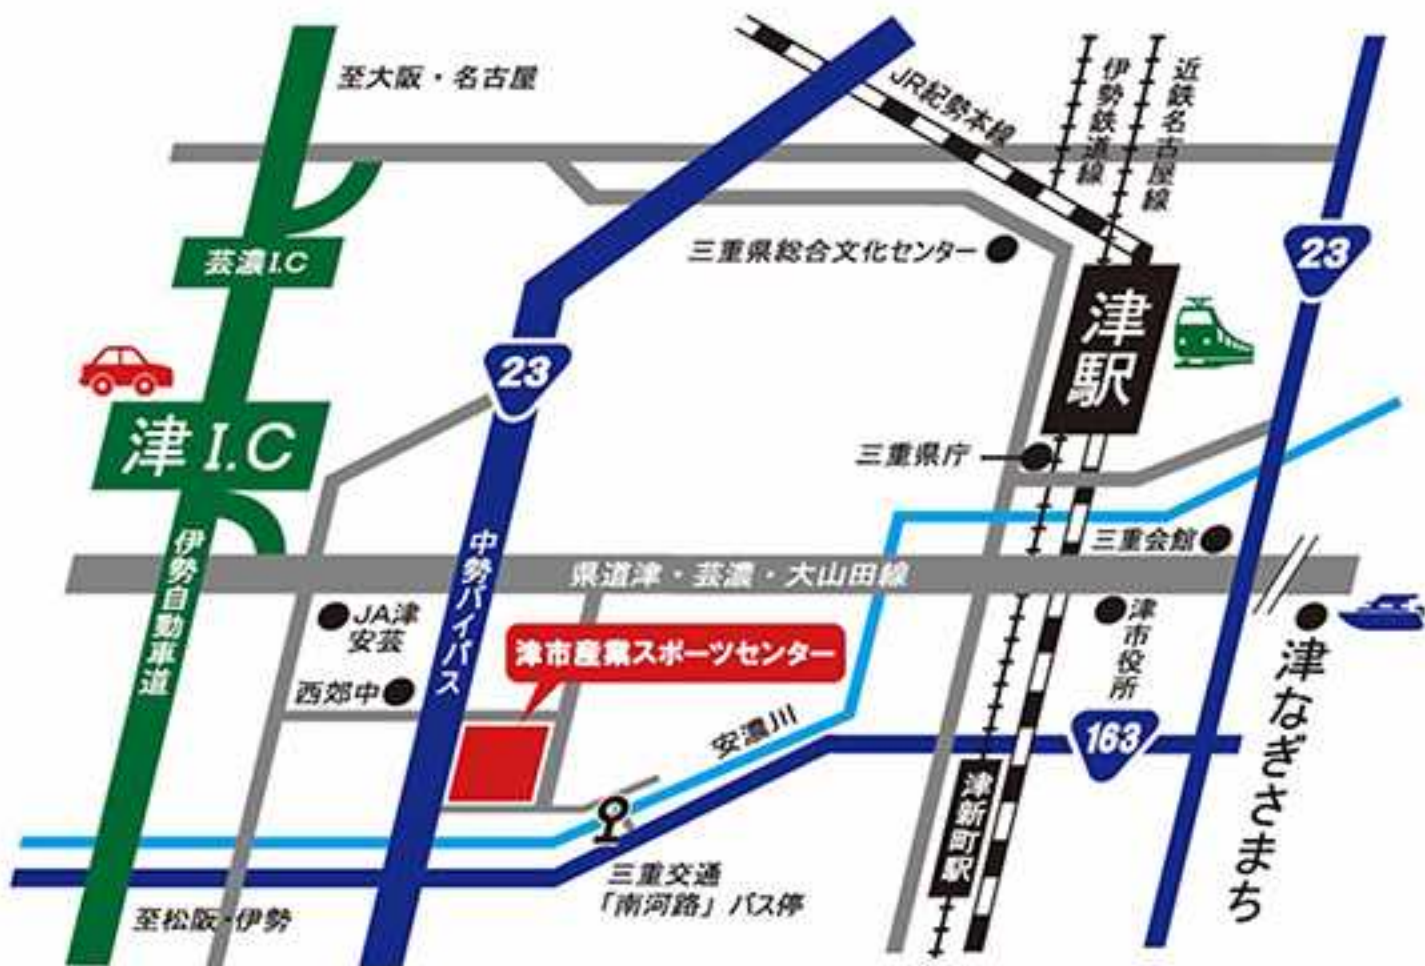 至大阪・名古屋
JR紀勢本線
伊勢鉄道線
近鉄名古屋線
芸濃I.C
三重県総合文化センター
23
津駅
23
津I.C
三重県庁
伊勢自動車道
中勢バイパス
三重会館
県道津・芸濃・大山田線
JA津
安芸
津市役所
津なぎさまち
津市産業スポーツセンター
西郊中
安濃川
163
津新町駅
三重交通
「南河路」バス停
至松阪・伊勢